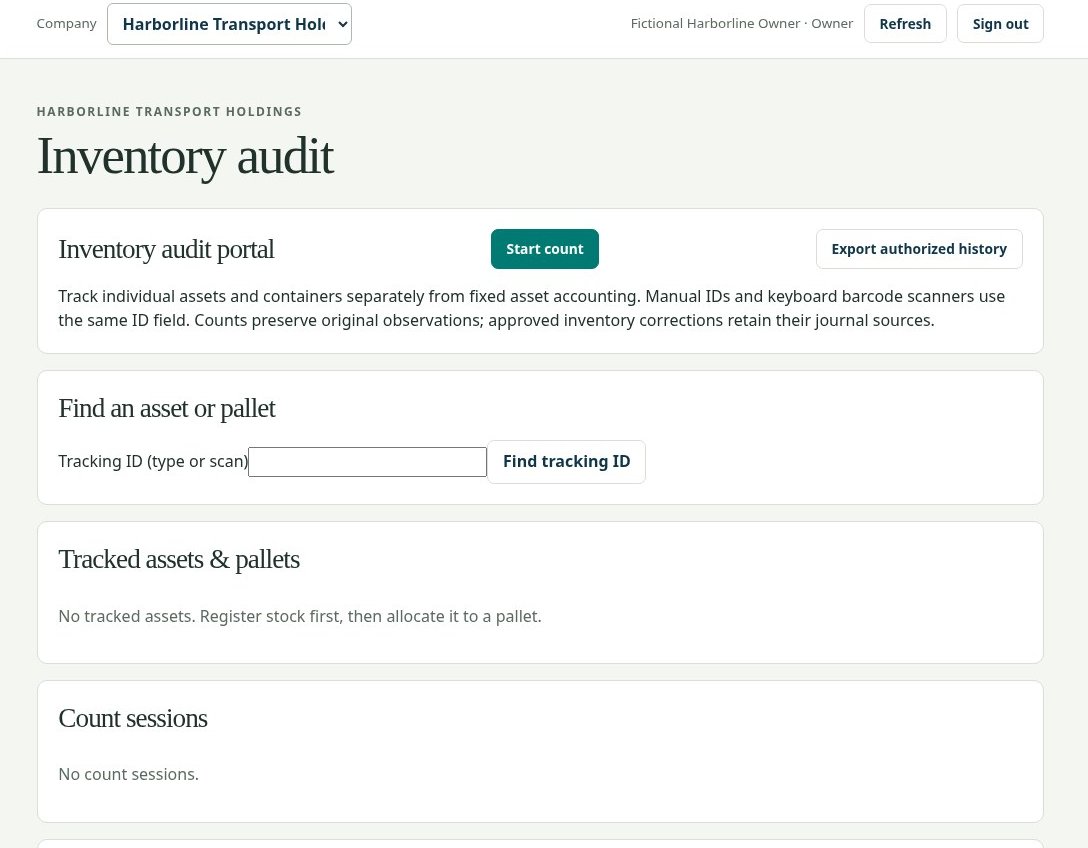 Company Harborline Transport Hol Fictional Harborline Owner · Owner Refresh Sign out
HARBORLINE TRANSPORT HOLDINGS
Inventory audit
Inventory audit portal Start count Export authorized history
Track individual assets and containers separately from fixed asset accounting. Manual IDs and keyboard barcode scanners use
the same ID field. Counts preserve original observations; approved inventory corrections retain their journal sources.
Find an asset or pallet
Tracking ID (type or scan) Find tracking ID
Tracked assets & pallets
No tracked assets. Register stock first, then allocate it to a pallet.
Count sessions
No count sessions.